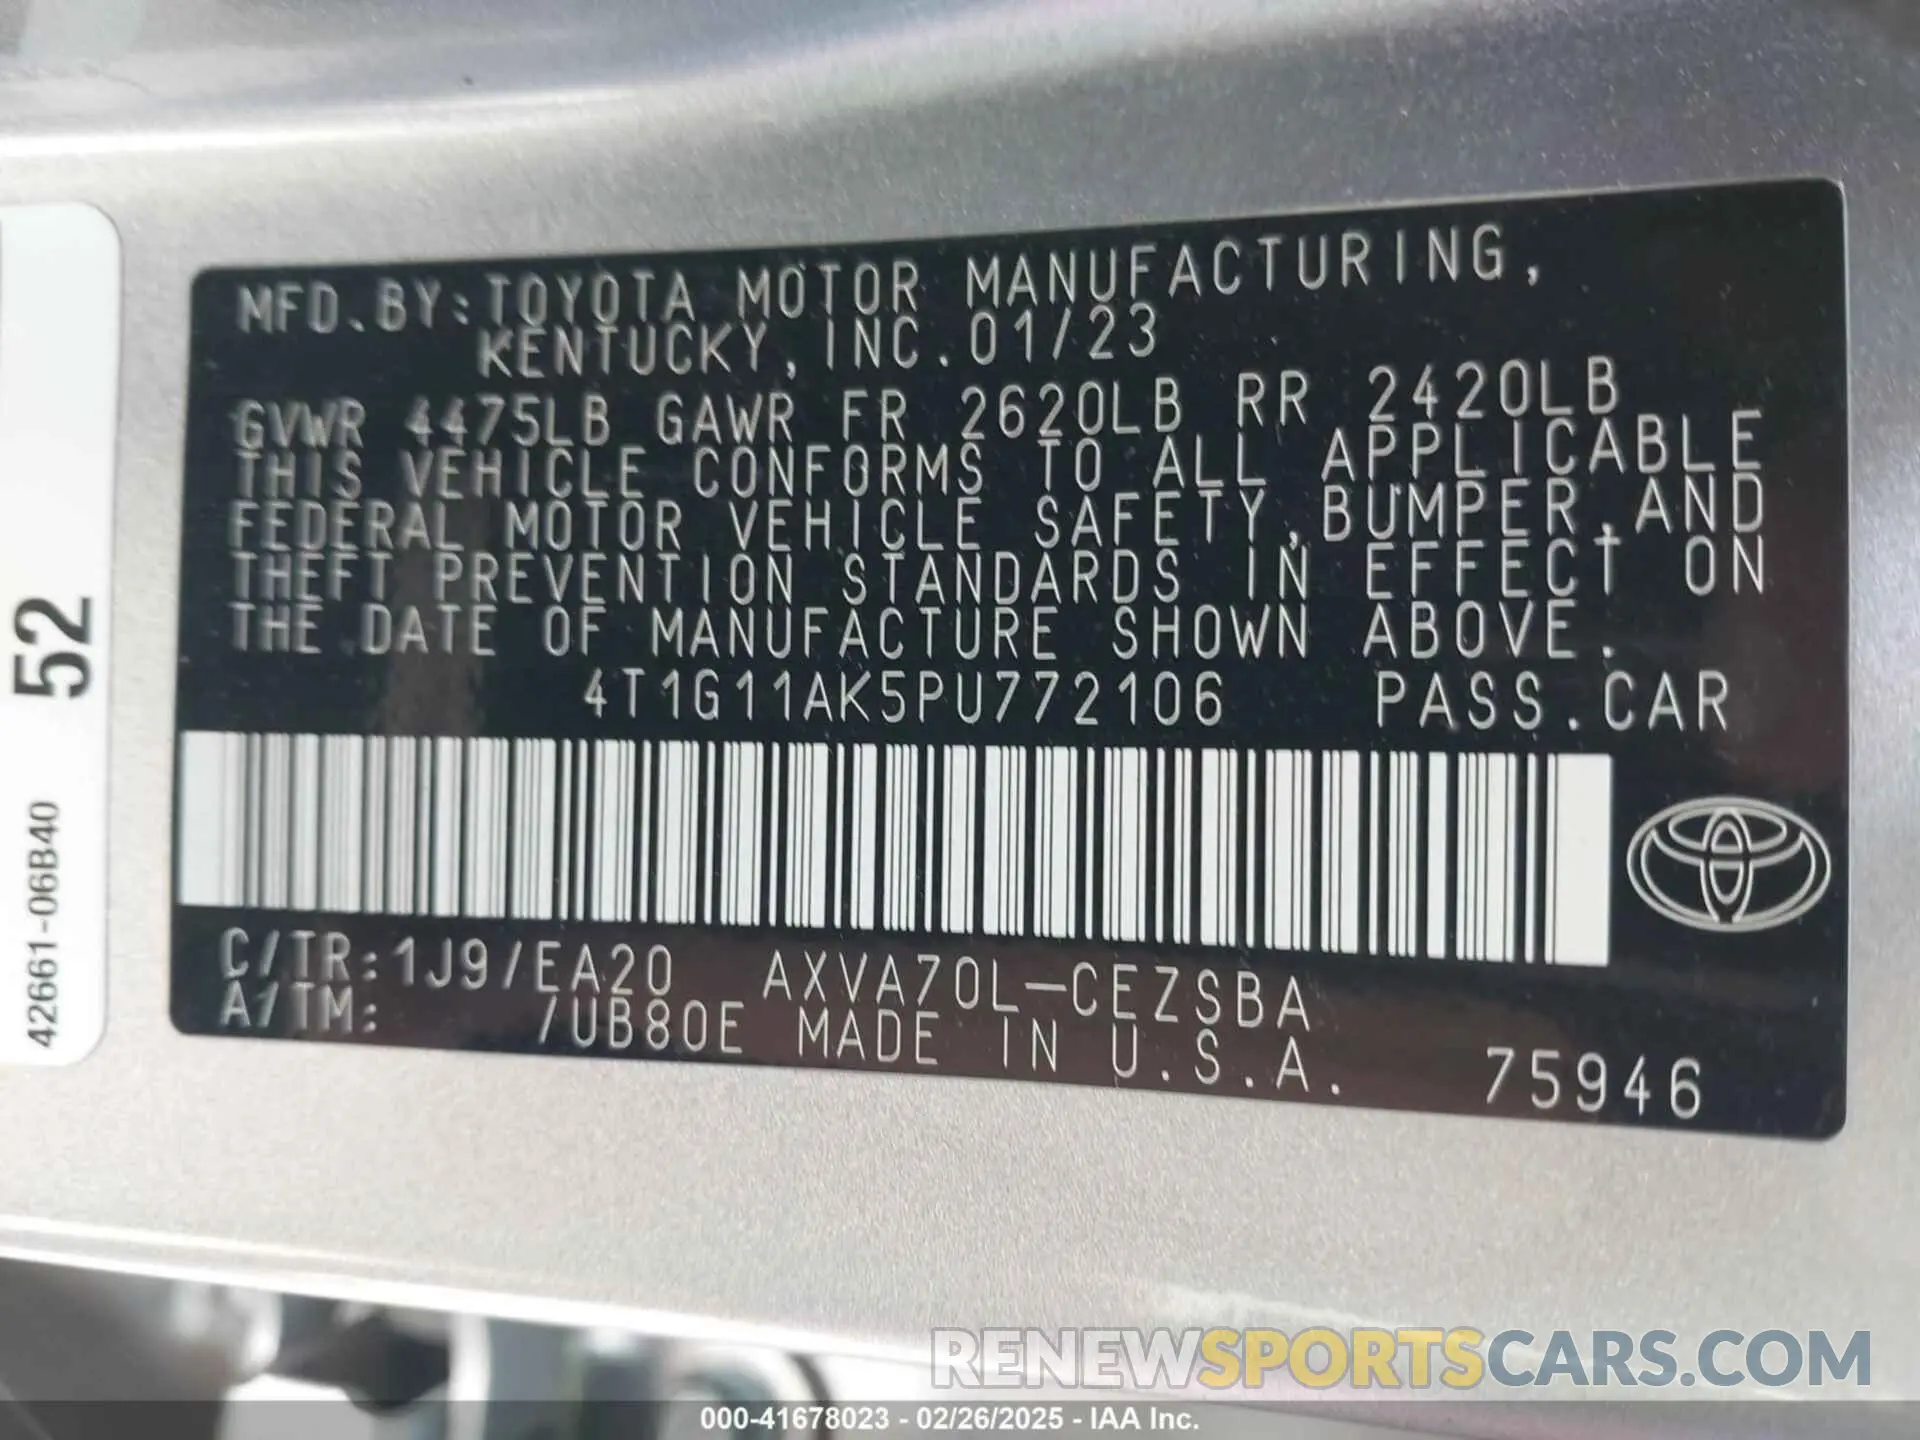 MFD.BY:TOYOTA MOTOR MANUFACTURING,
KENTUCKY,INC.01/23
GVWR 4475LB GAWR FR 2620LB RR 2420LB
THIS VEHICLE CONFORMS TO ALL APPLICABLE
FEDERAL MOTOR VEHICLE SAFETY,BUMPER,AND
THEFT PREVENTION STANDARDS IN EFFECT ON
THE DATE OF MANUFACTURE SHOWN ABOVE.
4T1G11AK5PU772106 PASS.CAR
C/TR:1J9/EA20 AXVA70L-CEZSBA
A/TM: /UB80E MADE IN U.S.A. 75946
52
42661-06B40
RENEWSPORTSCARS.COM
000-41678023 - 02/26/2025 - IAA Inc.